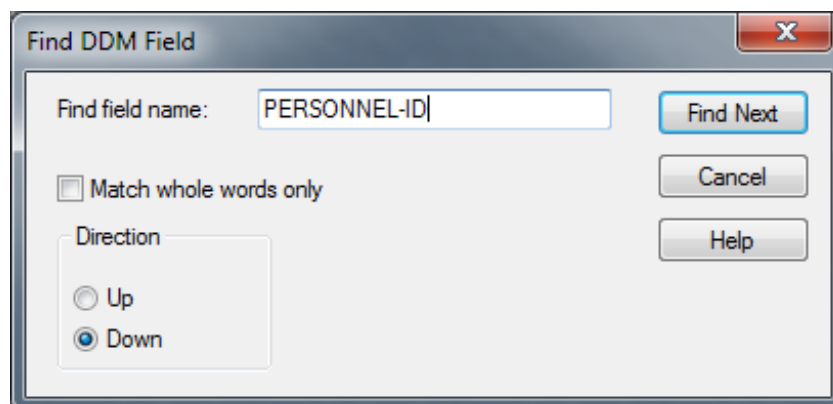 Find DDM Field
Find field name: PERSONNEL-ID
Find Next
Match whole words only
Cancel
Direction
Help
Up
Down